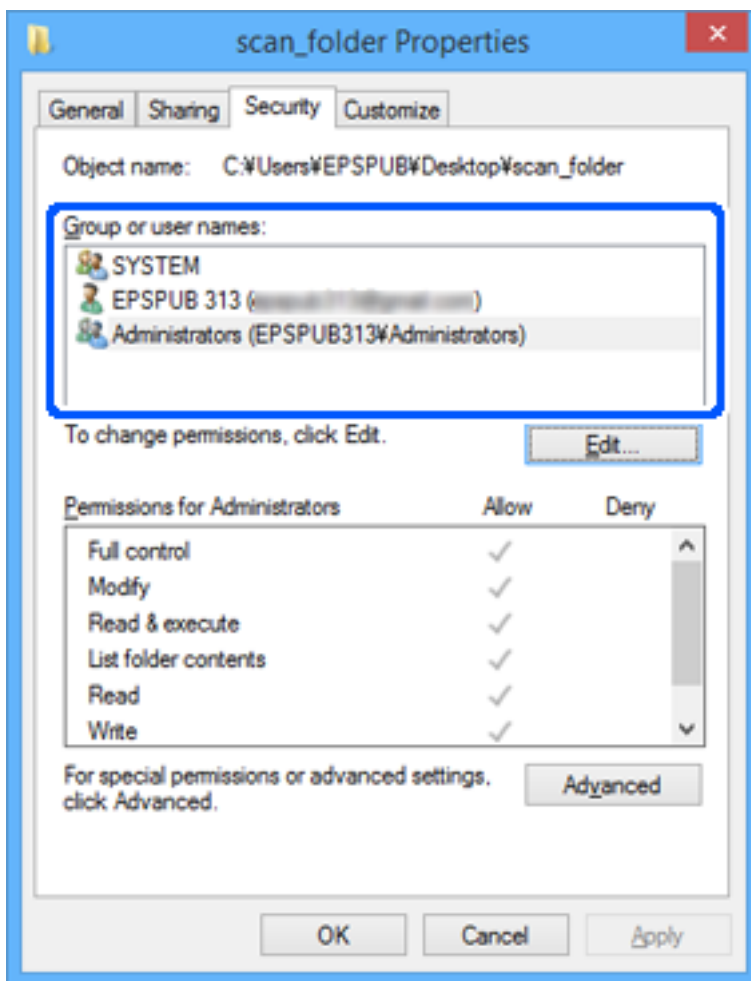 scan_folder Properties
General Sharing Security Customize
Object name: C:¥Users¥EPSPUB¥Desktop¥scan_folder
Group or user names:
SYSTEM
EPSPUB 313 ( )
Administrators (EPSPUB313¥Administrators)
To change permissions, click Edit.
Edit...
Permissions for Administrators Allow Deny
Full control
Modify
Read & execute
List folder contents
Read
Write
For special permissions or advanced settings,
click Advanced.
Advanced
OK Cancel Apply